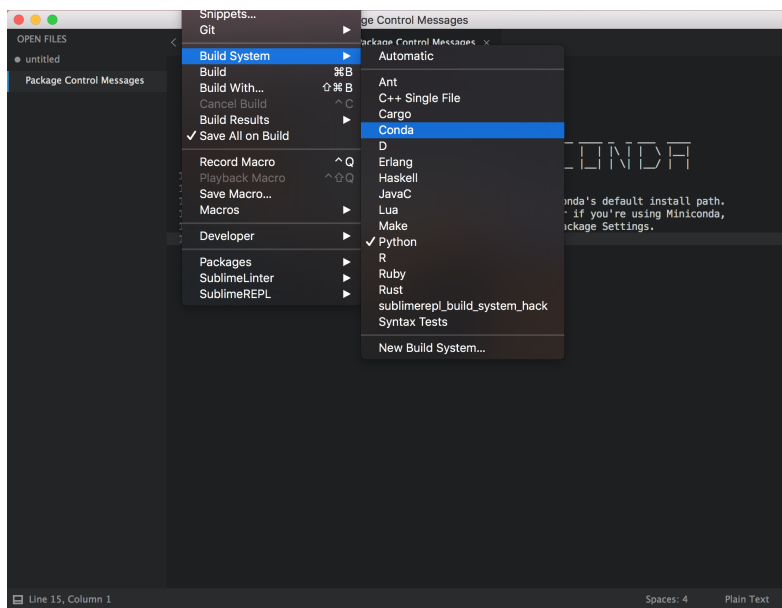 ge Control Messages
OPEN FILES
untitled
Package Control Messages
Package Control Messages ×
Snippets...
Git
Build System
Build ⌘B
Build With... ⇧⌘B
Cancel Build ^C
Build Results
✓ Save All on Build
Record Macro ^Q
Playback Macro ^⇧Q
Save Macro...
Macros
Developer
Packages
SublimeLinter
SublimeREPL
Automatic
Ant
C++ Single File
Cargo
Conda
D
Erlang
Haskell
JavaC
Lua
Make
✓ Python
R
Ruby
Rust
sublimerepl_build_system_hack
Syntax Tests
New Build System...
CONDA
onda's default install path.
r if you're using Miniconda,
ackage Settings.
Line 15, Column 1
Spaces: 4
Plain Text